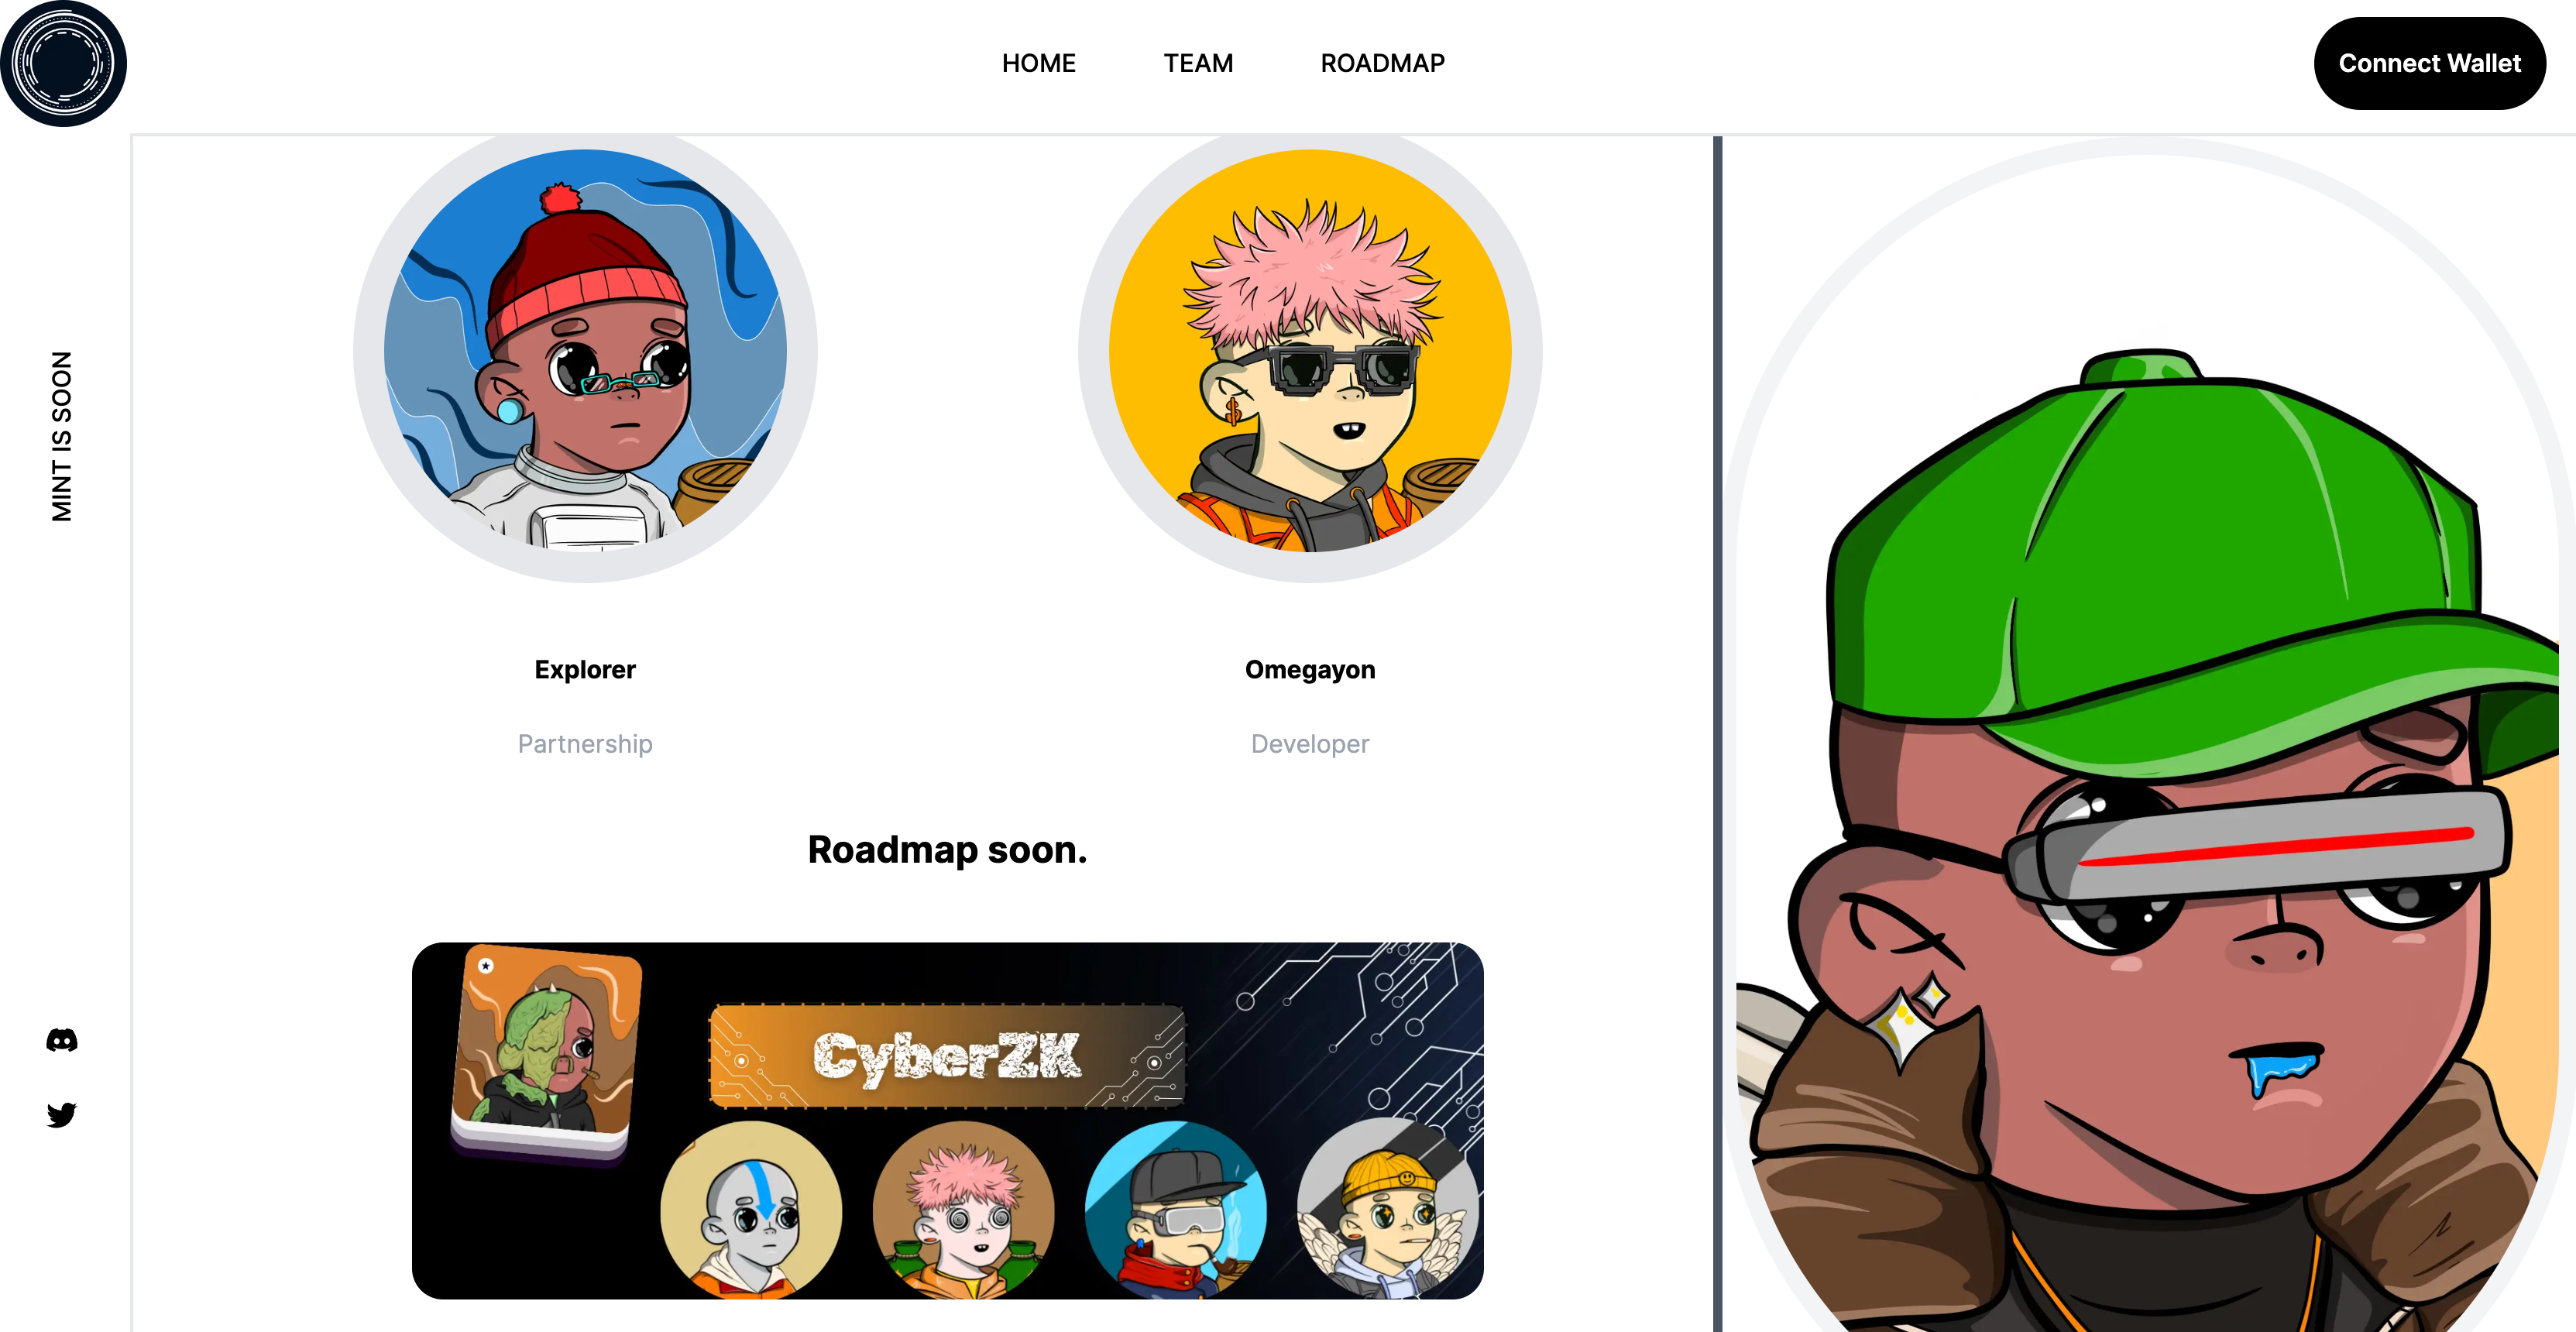 HOME
TEAM
ROADMAP
Connect Wallet
MINT IS SOON
Explorer
Omegayon
Partnership
Developer
Roadmap soon.
CyberZK